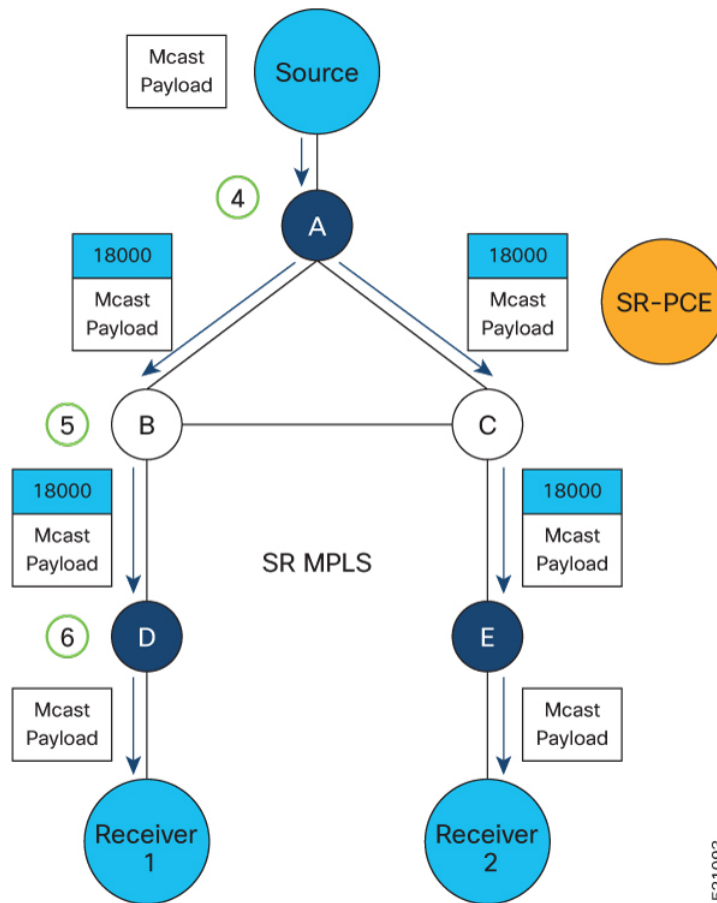 Mcast
Payload
Source
4
A
18000
Mcast
Payload
18000
Mcast
Payload
SR-PCE
5
B
C
18000
Mcast
Payload
SR MPLS
18000
Mcast
Payload
6
D
E
Mcast
Payload
Mcast
Payload
Receiver
1
Receiver
2